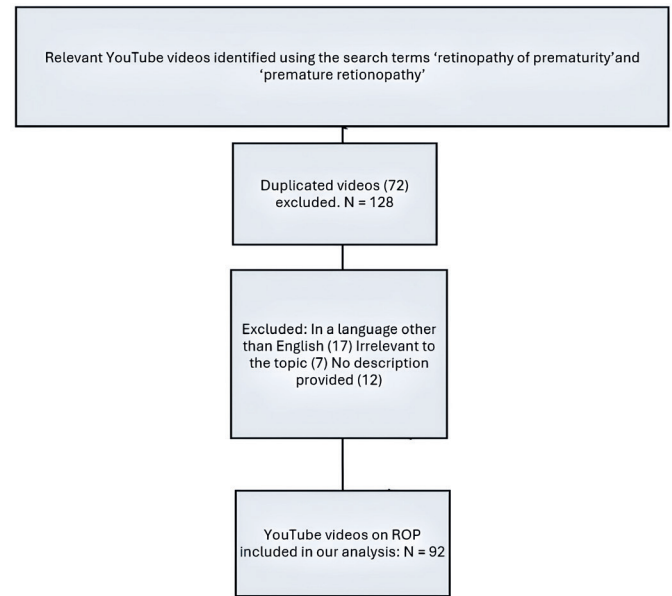 Relevant YouTube videos identified using the search terms ‘retinopathy of prematurity’and
‘premature retionopathy’
Duplicated videos (72)
excluded. N = 128
Excluded: In a language other
than English (17) Irrelevant to
the topic (7) No description
provided (12)
YouTube videos on ROP
included in our analysis: N = 92